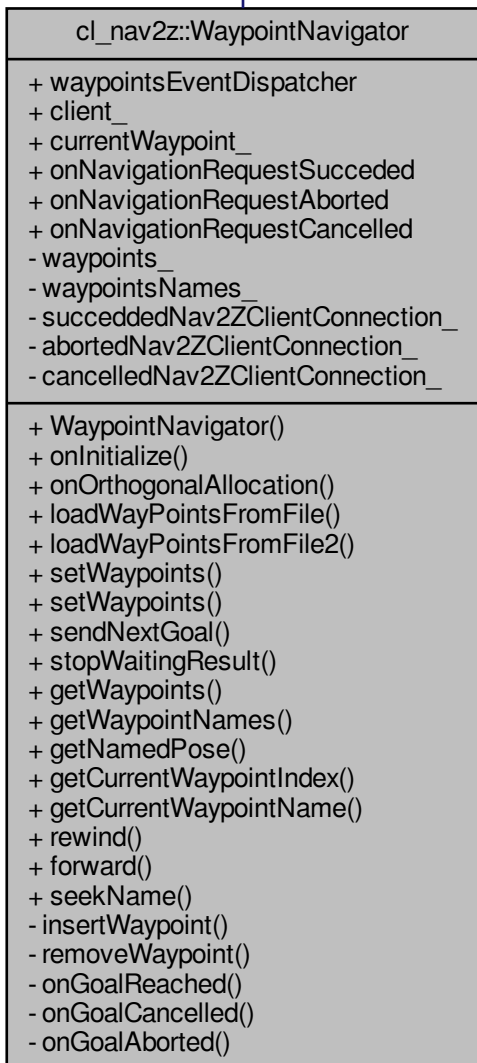 cl_nav2z::WaypointNavigator
+ waypointsEventDispatcher
+ client_
+ currentWaypoint_
+ onNavigationRequestSucceded
+ onNavigationRequestAborted
+ onNavigationRequestCancelled
- waypoints_
- waypointsNames_
- succeddedNav2ZClientConnection_
- abortedNav2ZClientConnection_
- cancelledNav2ZClientConnection_
+ WaypointNavigator()
+ onInitialize()
+ onOrthogonalAllocation()
+ loadWayPointsFromFile()
+ loadWayPointsFromFile2()
+ setWaypoints()
+ setWaypoints()
+ sendNextGoal()
+ stopWaitingResult()
+ getWaypoints()
+ getWaypointNames()
+ getNamedPose()
+ getCurrentWaypointIndex()
+ getCurrentWaypointName()
+ rewind()
+ forward()
+ seekName()
- insertWaypoint()
- removeWaypoint()
- onGoalReached()
- onGoalCancelled()
- onGoalAborted()